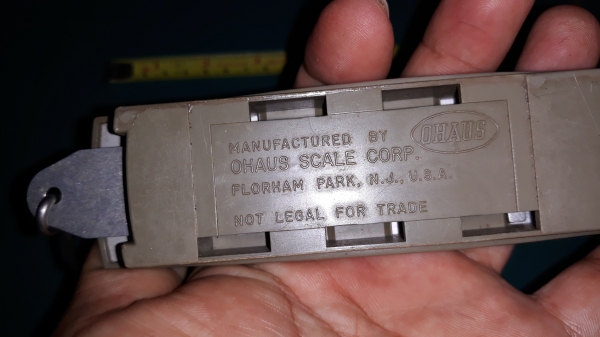 MANUFACTURED BY
OHAUS SCALE CORP.
FLORHAM PARK, N.J., U.S.A.
NOT LEGAL FOR TRADE
OHAUS